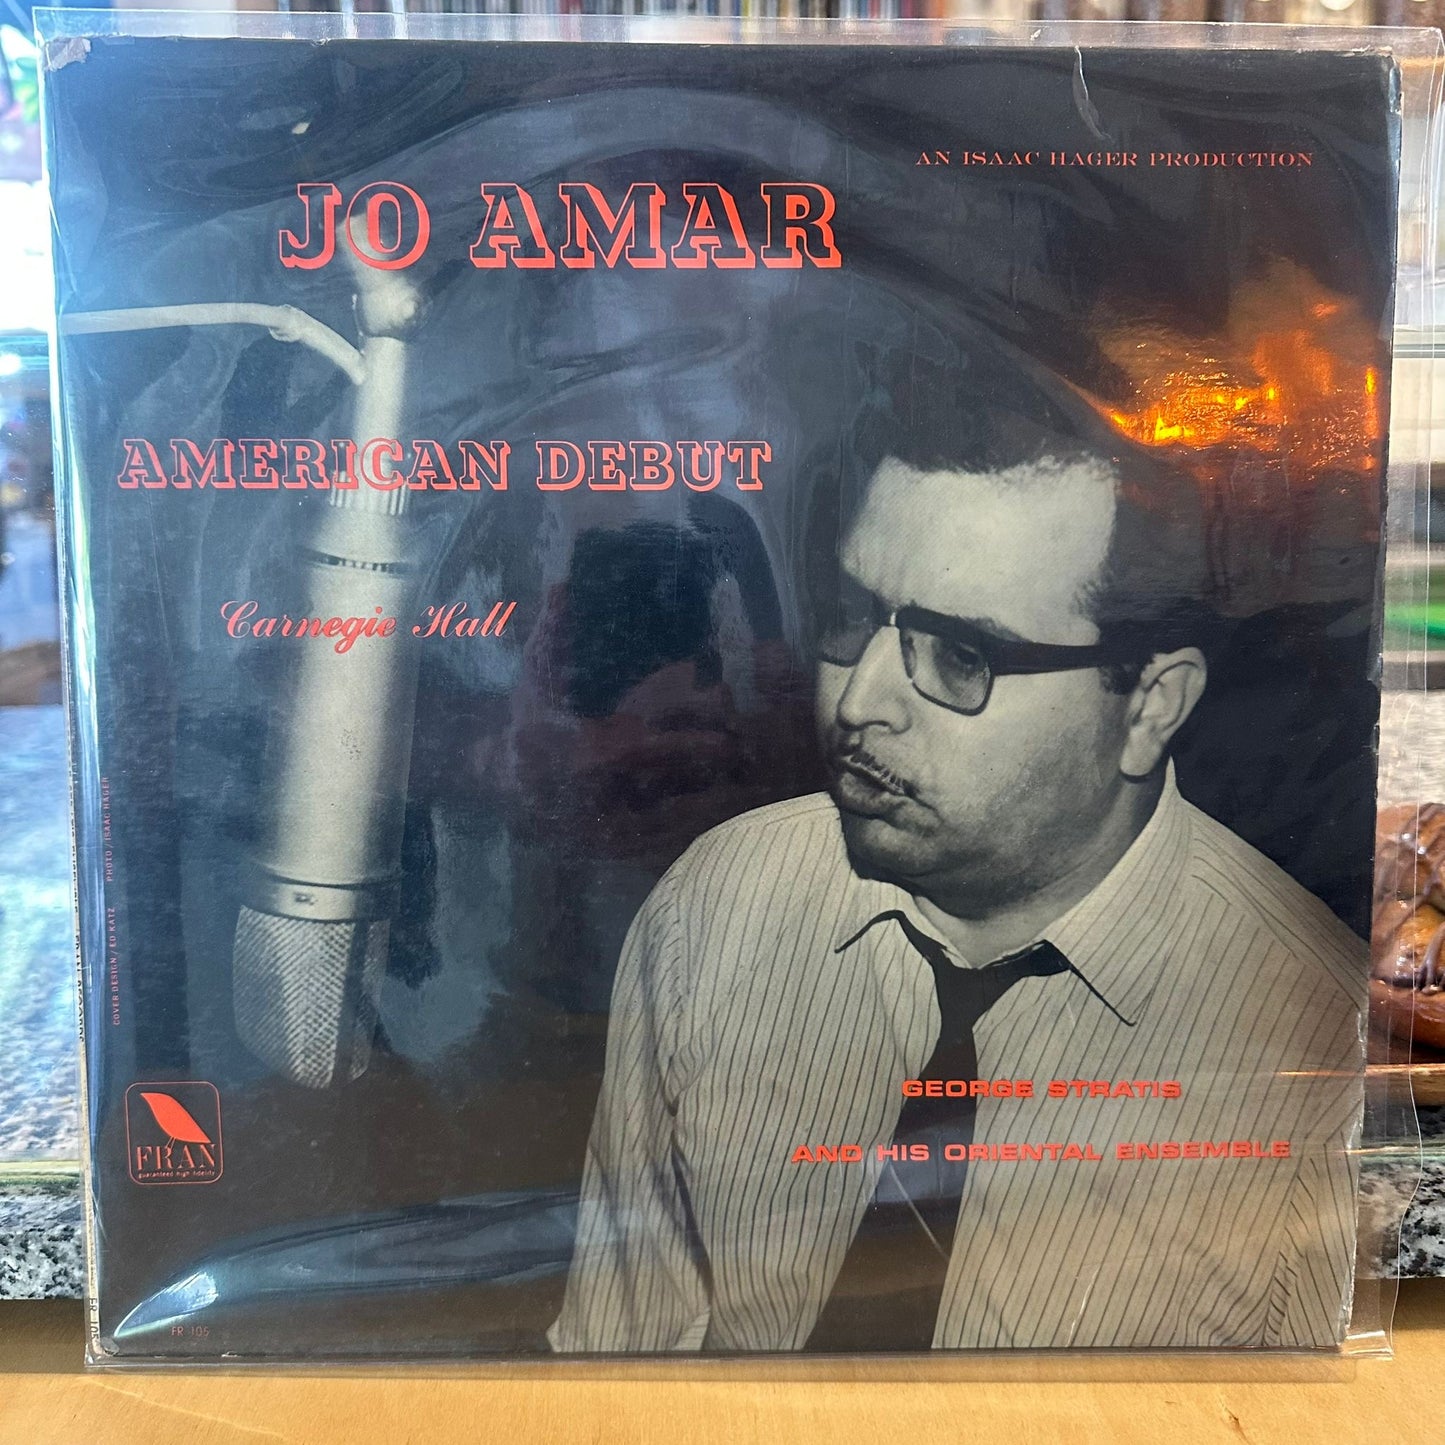 AN ISAAC HAGER PRODUCTION
JO AMAR
AMERICAN DEBUT
Carnegie Hall
COVER DESIGN / ED KATZ PHOTO / ISAAC HAGER
GEORGE STRATIS
AND HIS ORIENTAL ENSEMBLE
FRAN
guaranteed high fidelity
FR 105